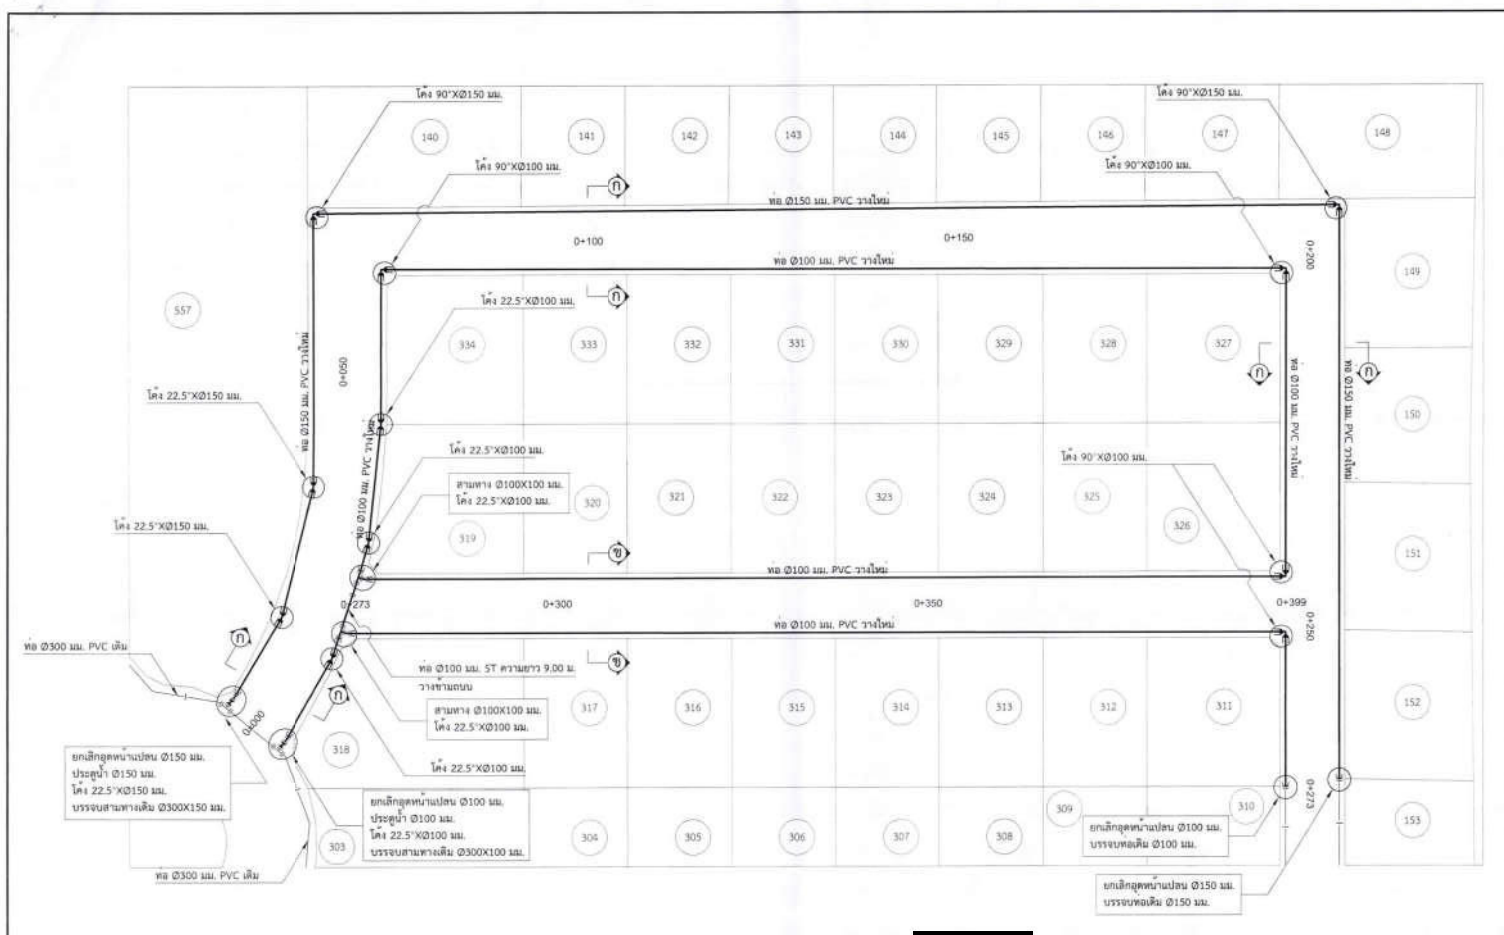 โค้ง 90°XØ150 มม.
โค้ง 90°XØ150 มม.
140
141
142
143
144
145
146
147
148
โค้ง 90°XØ100 มม.
โค้ง 90°XØ100 มม.
ก
ท่อ Ø150 มม. PVC วางใหม่
0+100
0+150
0+200
ท่อ Ø100 มม. PVC วางใหม่
149
557
ก
โค้ง 22.5°XØ100 มม.
334
333
332
331
330
329
328
327
ท่อ Ø150 มม. PVC วางใหม่
0+050
ก
ท่อ Ø100 มม. PVC วางใหม่
ท่อ Ø150 มม. PVC วางใหม่
ก
โค้ง 22.5°XØ150 มม.
150
ท่อ Ø100 มม. PVC วางใหม่
โค้ง 22.5°XØ100 มม.
โค้ง 90°XØ100 มม.
สามทาง Ø100X100 มม.
โค้ง 22.5°XØ100 มม.
320
321
322
323
324
325
326
โค้ง 22.5°XØ150 มม.
319
ข
151
ท่อ Ø100 มม. PVC วางใหม่
0+273
0+300
0+350
0+399
0+250
ท่อ Ø100 มม. PVC วางใหม่
ก
ท่อ Ø300 มม. PVC เดิม
ข
ท่อ Ø100 มม. ST ความยาว 9.00 ม.
วางข้ามถนน
ก
สามทาง Ø100X100 มม.
โค้ง 22.5°XØ100 มม.
317
316
315
314
313
312
311
152
0+000
318
โค้ง 22.5°XØ100 มม.
ยกเลิกอุดหน้าแปลน Ø150 มม.
ประตูน้ำ Ø150 มม.
โค้ง 22.5°XØ150 มม.
บรรจบสามทางเดิม Ø300X150 มม.
ยกเลิกอุดหน้าแปลน Ø100 มม.
ประตูน้ำ Ø100 มม.
โค้ง 22.5°XØ100 มม.
บรรจบสามทางเดิม Ø300X100 มม.
303
304
305
306
307
308
309
310
0+273
153
ยกเลิกอุดหน้าแปลน Ø100 มม.
บรรจบท่อเดิม Ø100 มม.
ท่อ Ø300 มม. PVC เดิม
ยกเลิกอุดหน้าแปลน Ø150 มม.
บรรจบท่อเดิม Ø150 มม.